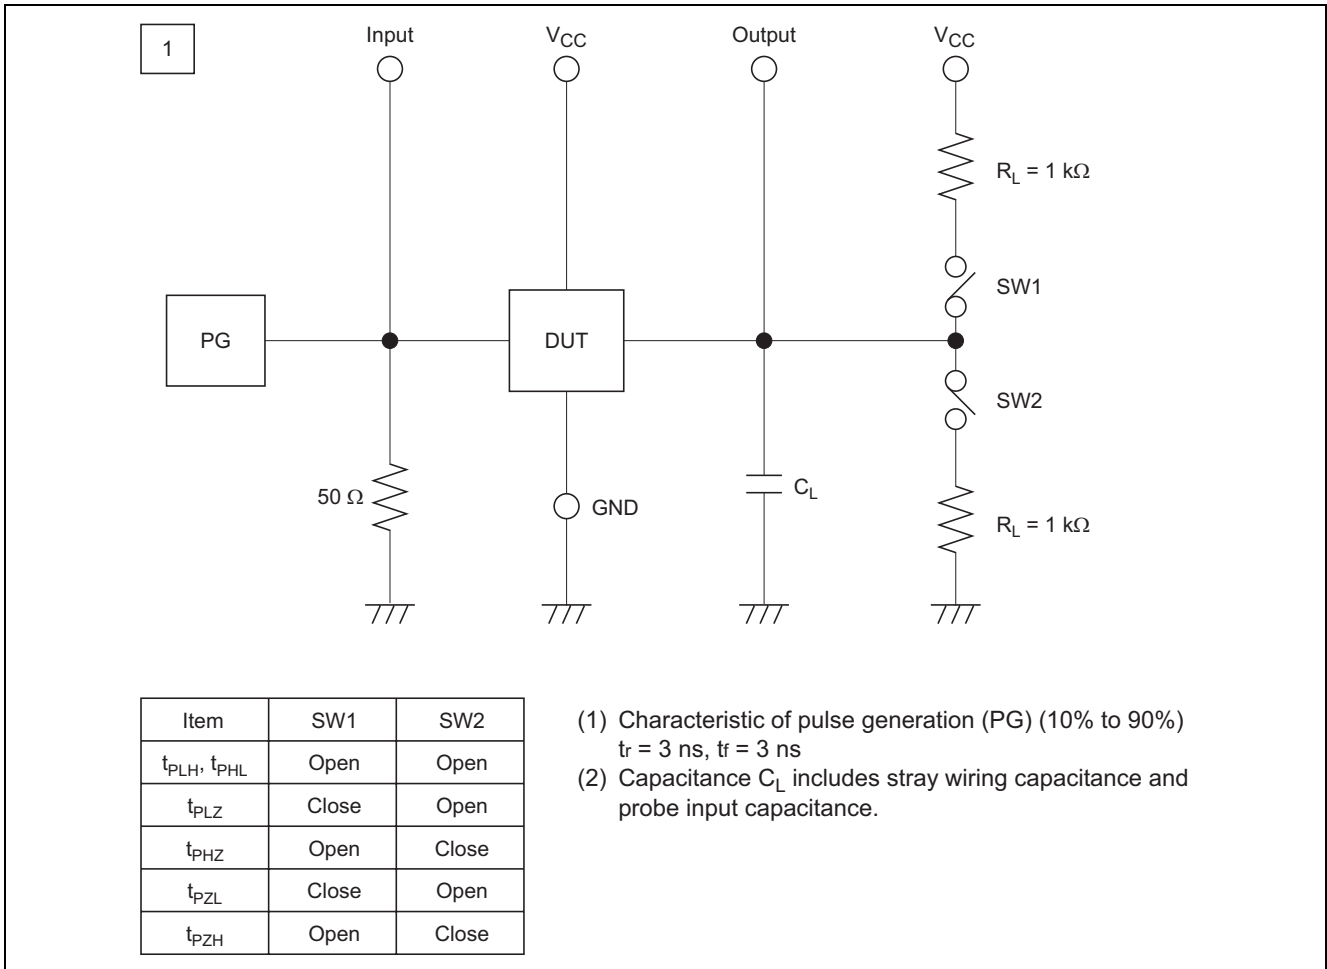 1
Input
VCC
Output
VCC
RL = 1 kΩ
SW1
PG
DUT
SW2
50 Ω
GND
CL
RL = 1 kΩ
Item SW1 SW2
tPLH, tPHL Open Open
tPLZ Close Open
tPHZ Open Close
tPZL Close Open
tPZH Open Close
(1) Characteristic of pulse generation (PG) (10% to 90%)
tr = 3 ns, tf = 3 ns
(2) Capacitance CL includes stray wiring capacitance and
probe input capacitance.